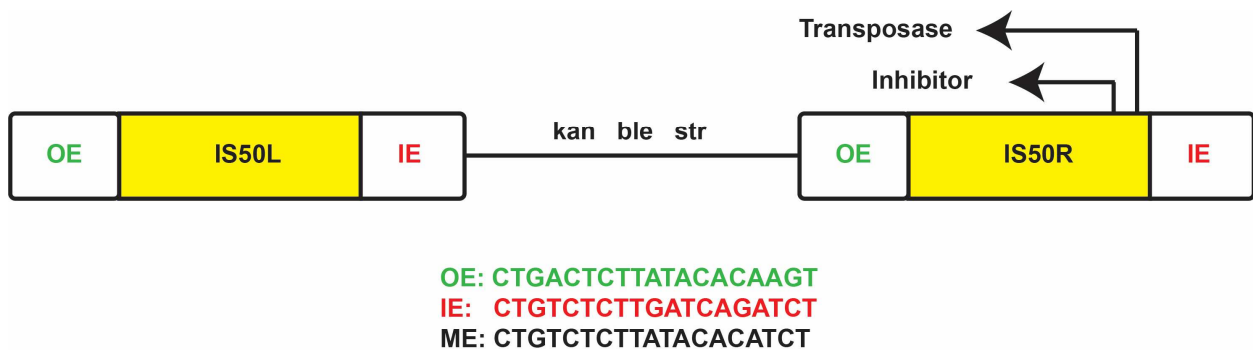 Transposase
Inhibitor
OE IS50L IE kan ble str OE IS50R IE
OE: CTGACTCTTATACACAAGT
IE: CTGTCTCTTGATCAGATCT
ME: CTGTCTCTTATACACATCT